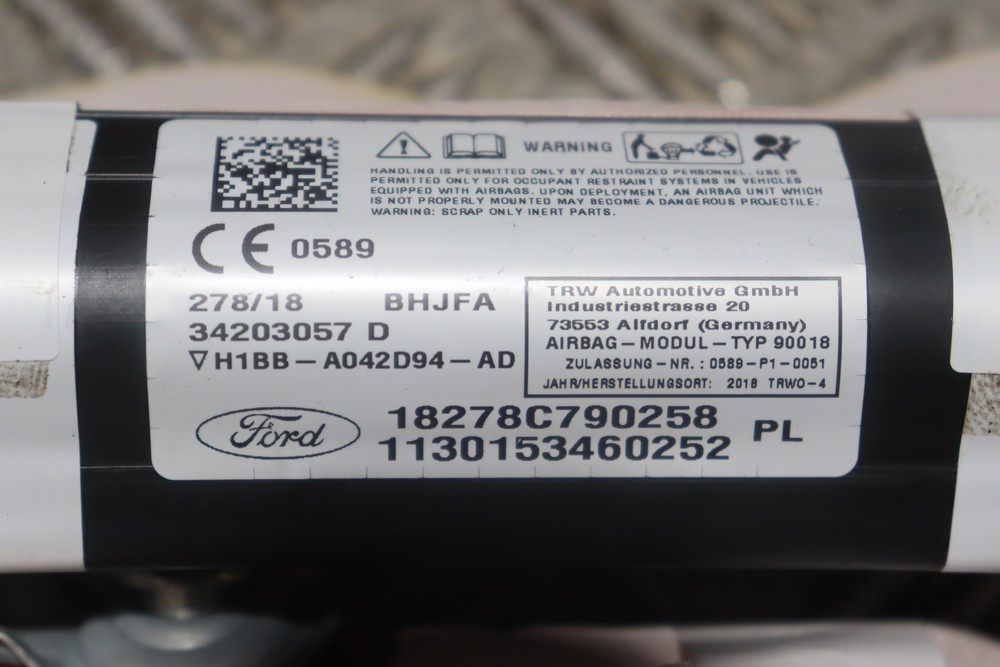 WARNING
HANDLING IS PERMITTED ONLY BY AUTHORIZED PERSONNEL. USE IS
PERMITTED ONLY FOR OCCUPANT RESTRAINT SYSTEMS IN VEHICLES
EQUIPPED WITH AIRBAGS. UPON DEPLOYMENT, AN AIRBAG UNIT WHICH
IS NOT PROPERLY MOUNTED MAY BECOME A DANGEROUS PROJECTILE.
WARNING: SCRAP ONLY INERT PARTS.
CE 0589
278/18 BHJFA
34203057 D
▽H1BB-A042D94-AD
TRW Automotive GmbH
Industriestrasse 20
73553 Alfdorf (Germany)
AIRBAG-MODUL-TYP 90018
ZULASSUNG-NR.: 0589-P1-0051
JAHR/HERSTELLUNGSORT: 2018 TRWO-4
Ford
18278C790258
1130153460252
PL